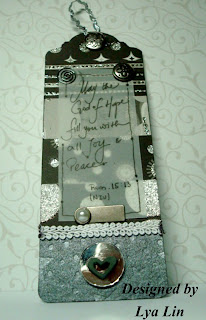 May the
God of Hope
fill you with
all Joy &
Peace
Rom. 15:13
(NIV)
Designed by
Lya Lin